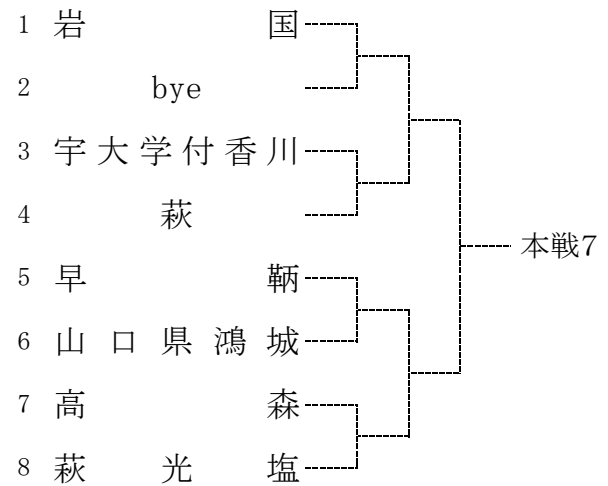 1 岩国
2 bye
3 宇大学付香川
4 萩
5 早鞆
6 山口県鴻城
7 高森
8 萩光塩
本戦7